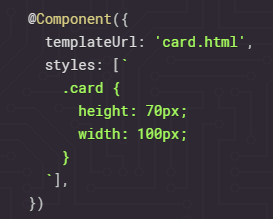 @Component({
  templateUrl: 'card.html',
  styles: [`
    .card {
      height: 70px;
      width: 100px;
    }
  `],
})